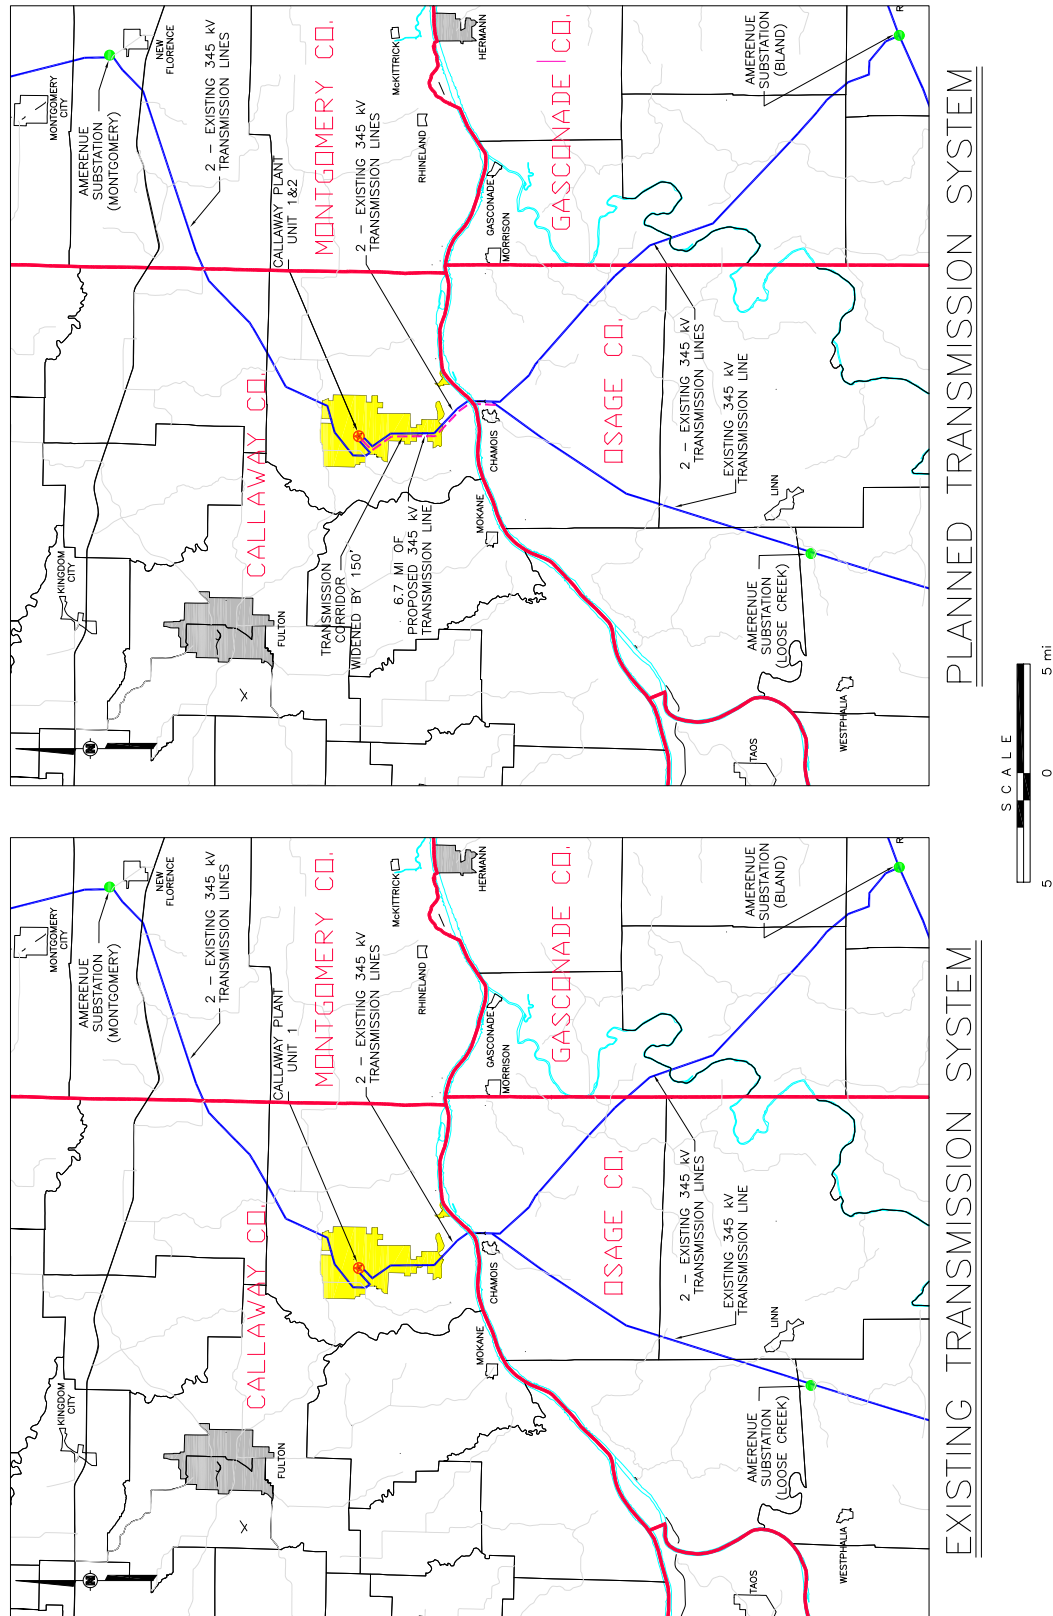 EXISTING TRANSMISSION SYSTEM
MONTGOMERY
CITY
AMERENUE
SUBSTATION
(MONTGOMERY)
NEW
FLORENCE
2 - EXISTING 345 kV
TRANSMISSION LINES
CALLAWAY PLANT
UNIT 1
MONTGOMERY CO.
2 - EXISTING 345 kV
TRANSMISSION LINES
McKITTRICK
HERMANN
RHINELAND
GASCONADE
MORRISON
GASCONADE CO.
AMERENUE
SUBSTATION
(BLAND)
R
KINGDOM
CITY
CALLAWAY CO.
FULTON
N
MOKANE
CHAMOIS
OSAGE CO.
2 - EXISTING 345 kV
TRANSMISSION LINES
EXISTING 345 kV
TRANSMISSION LINE
LINN
AMERENUE
SUBSTATION
(LOOSE CREEK)
WESTPHALIA
TAOS
PLANNED TRANSMISSION SYSTEM
MONTGOMERY
CITY
AMERENUE
SUBSTATION
(MONTGOMERY)
NEW
FLORENCE
2 - EXISTING 345 kV
TRANSMISSION LINES
CALLAWAY PLANT
UNIT 1&2
MONTGOMERY CO.
2 - EXISTING 345 kV
TRANSMISSION LINES
McKITTRICK
HERMANN
RHINELAND
GASCONADE
MORRISON
GASCONADE CO.
AMERENUE
SUBSTATION
(BLAND)
R
KINGDOM
CITY
CALLAWAY CO.
FULTON
N
TRANSMISSION
CORRIDOR
WIDENED BY 150'
6.7 MI OF
PROPOSED 345 kV
TRANSMISSION LINE
MOKANE
CHAMOIS
OSAGE CO.
2 - EXISTING 345 kV
TRANSMISSION LINES
EXISTING 345 kV
TRANSMISSION LINE
LINN
AMERENUE
SUBSTATION
(LOOSE CREEK)
WESTPHALIA
TAOS
SCALE
5 0 5 mi